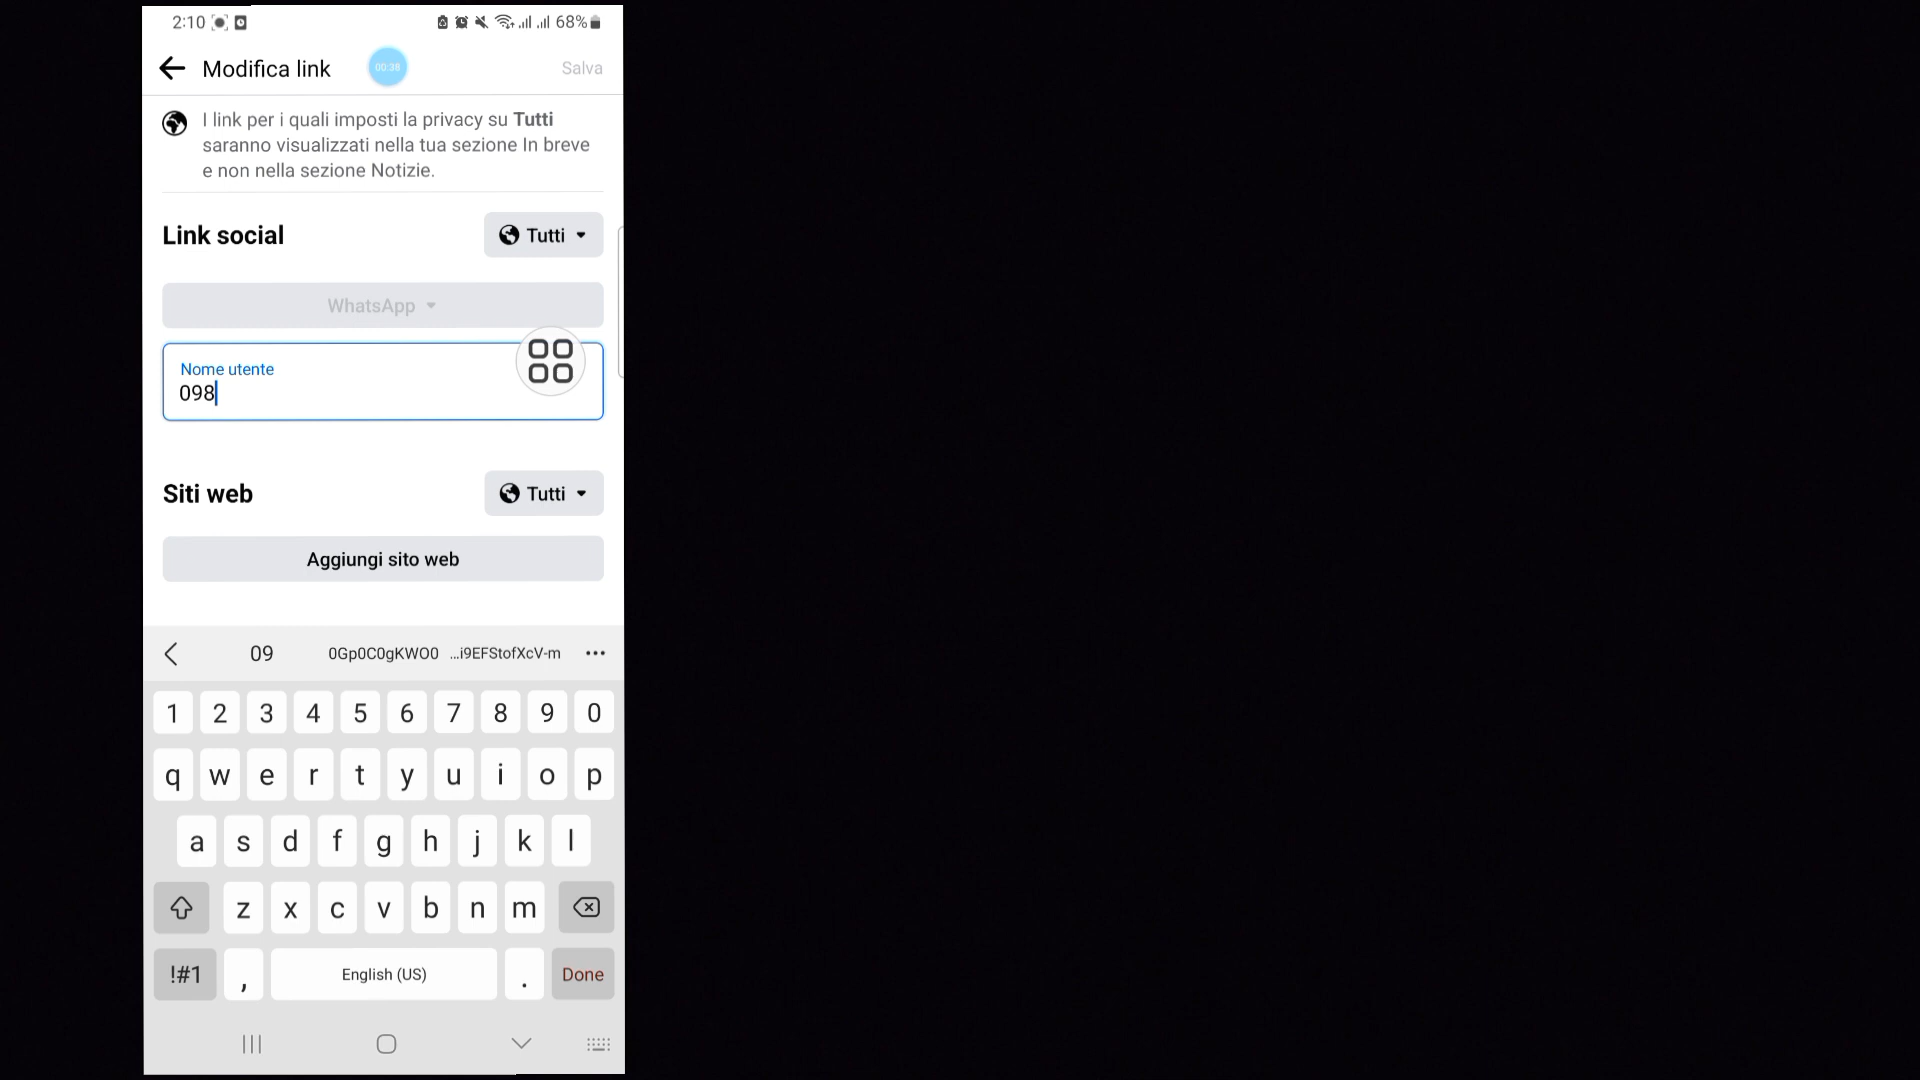 2:10 68%
Modifica link 00:38 Salva
I link per i quali imposti la privacy su Tutti
saranno visualizzati nella tua sezione In breve
e non nella sezione Notizie.
Link social Tutti
WhatsApp
Nome utente
098
Siti web Tutti
Aggiungi sito web
09 0Gp0C0gKWO0 ...i9EFStofXcV-m
1 2 3 4 5 6 7 8 9 0
q w e r t y u i o p
a s d f g h j k l
z x c v b n m
!#1 , English (US) . Done